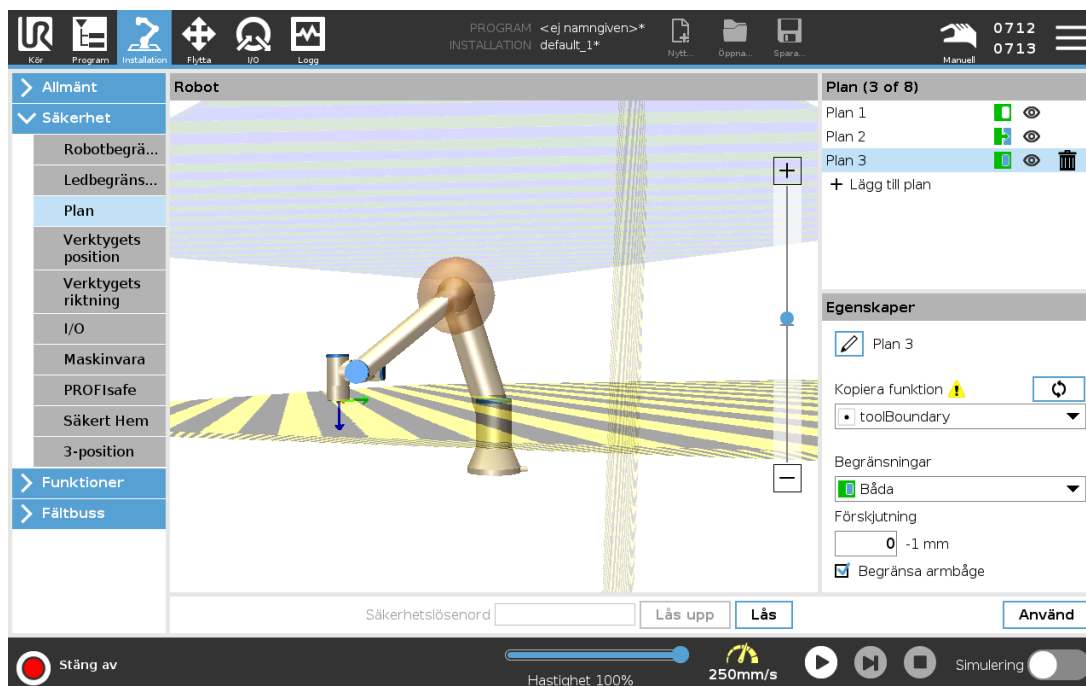 UR
PROGRAM <ej namngiven>*
INSTALLATION default_1*
Kör
Program
Installation
Flytta
I/O
Logg
Nytt...
Öppna...
Spara...
Manuell
0712
0713
Allmänt
Säkerhet
Robotbegrä...
Ledbegräns...
Plan
Verktygets
position
Verktygets
riktning
I/O
Maskinvara
PROFIsafe
Säkert Hem
3-position
Funktioner
Fältbuss
Robot
Plan (3 of 8)
Plan 1
Plan 2
Plan 3
+ Lägg till plan
Egenskaper
Plan 3
Kopiera funktion
toolBoundary
Begränsningar
Båda
Förskjutning
0 -1 mm
Begränsa armbåge
Säkerhetslösenord
Lås upp
Lås
Använd
Stäng av
Hastighet 100%
250mm/s
Simulering